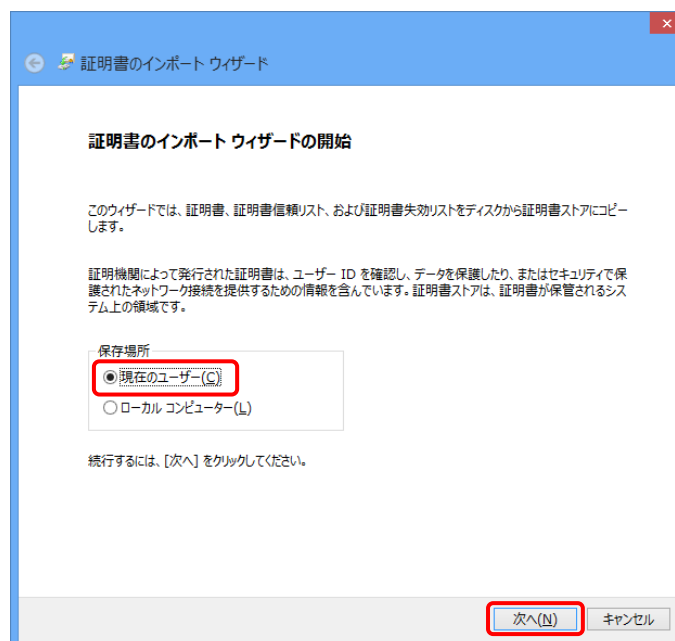 証明書のインポート ウィザード
証明書のインポート ウィザードの開始
このウィザードでは、証明書、証明書信頼リスト、および証明書失効リストをディスクから証明書ストアにコピー
します。
証明機関によって発行された証明書は、ユーザー ID を確認し、データを保護したり、またはセキュリティで保
護されたネットワーク接続を提供するための情報を含んでいます。証明書ストアは、証明書が保管されるシス
テム上の領域です。
保存場所
現在のユーザー(C)
ローカル コンピューター(L)
続行するには、[次へ] をクリックしてください。
次へ(N)
キャンセル